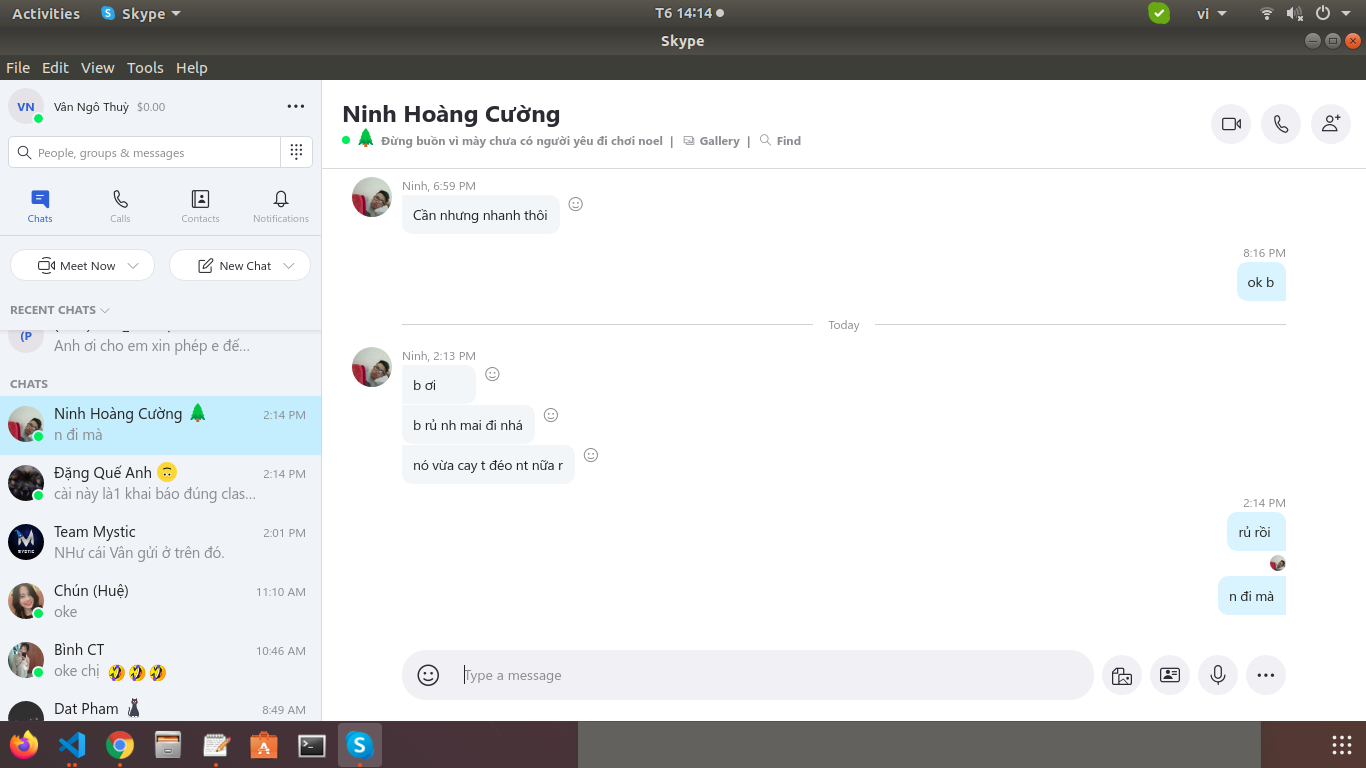 Activities Skype T6 14:14 vi
Skype
File Edit View Tools Help
VN Vân Ngô Thuỳ $0.00
People, groups & messages
Chats Calls Contacts Notifications
Meet Now New Chat
RECENT CHATS
(P
Anh ơi cho em xin phép e đế...
CHATS
Ninh Hoàng Cường 2:14 PM
n đi mà
Đặng Quế Anh 2:14 PM
cài này là1 khai báo đúng clas...
Team Mystic 2:01 PM
NHư cái Vân gửi ở trên đó.
Chún (Huệ) 11:10 AM
oke
Bình CT 10:46 AM
oke chị
Dat Pham 8:49 AM
Ninh Hoàng Cường
Đừng buồn vì mày chưa có người yêu đi chơi noel | Gallery | Find
Ninh, 6:59 PM
Cần nhưng nhanh thôi
8:16 PM
ok b
Today
Ninh, 2:13 PM
b ơi
b rủ nh mai đi nhá
nó vừa cay t đéo nt nữa r
2:14 PM
rủ rồi
n đi mà
Type a message